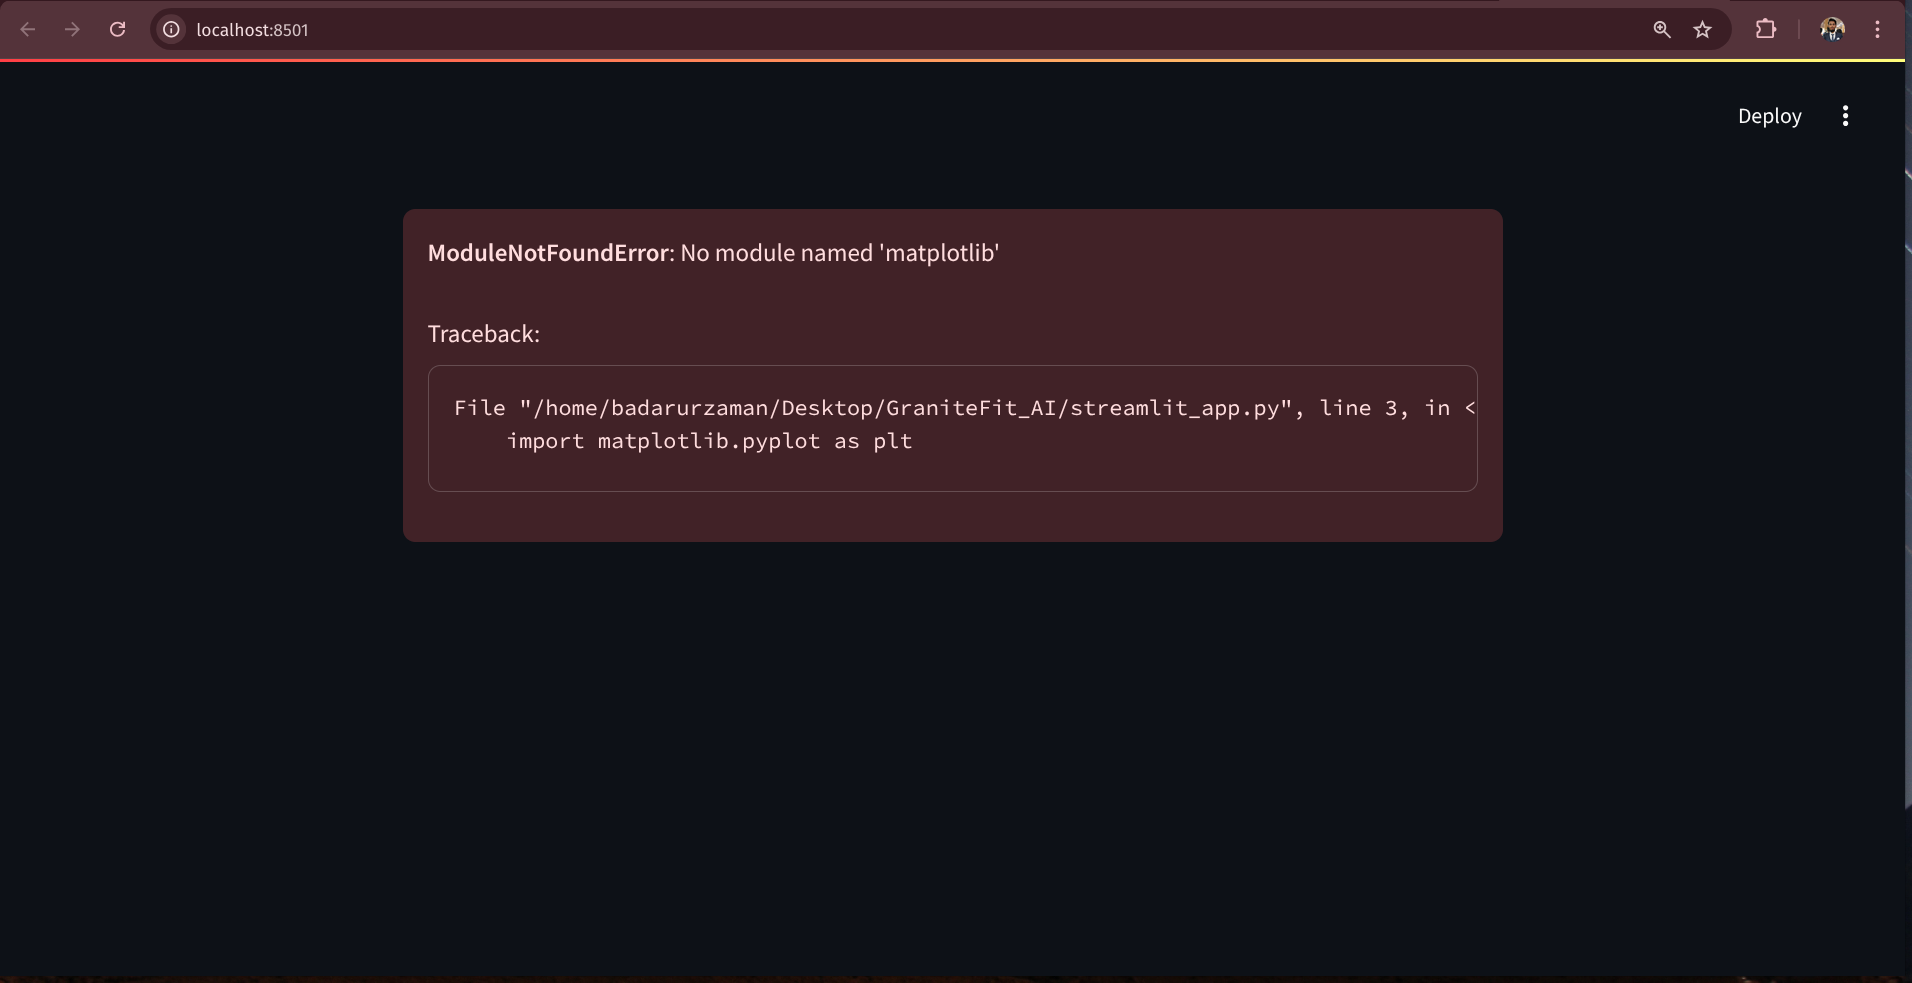 localhost:8501
Deploy
ModuleNotFoundError: No module named 'matplotlib'
Traceback:
File "/home/badarurzaman/Desktop/GraniteFit_AI/streamlit_app.py", line 3, in <
import matplotlib.pyplot as plt